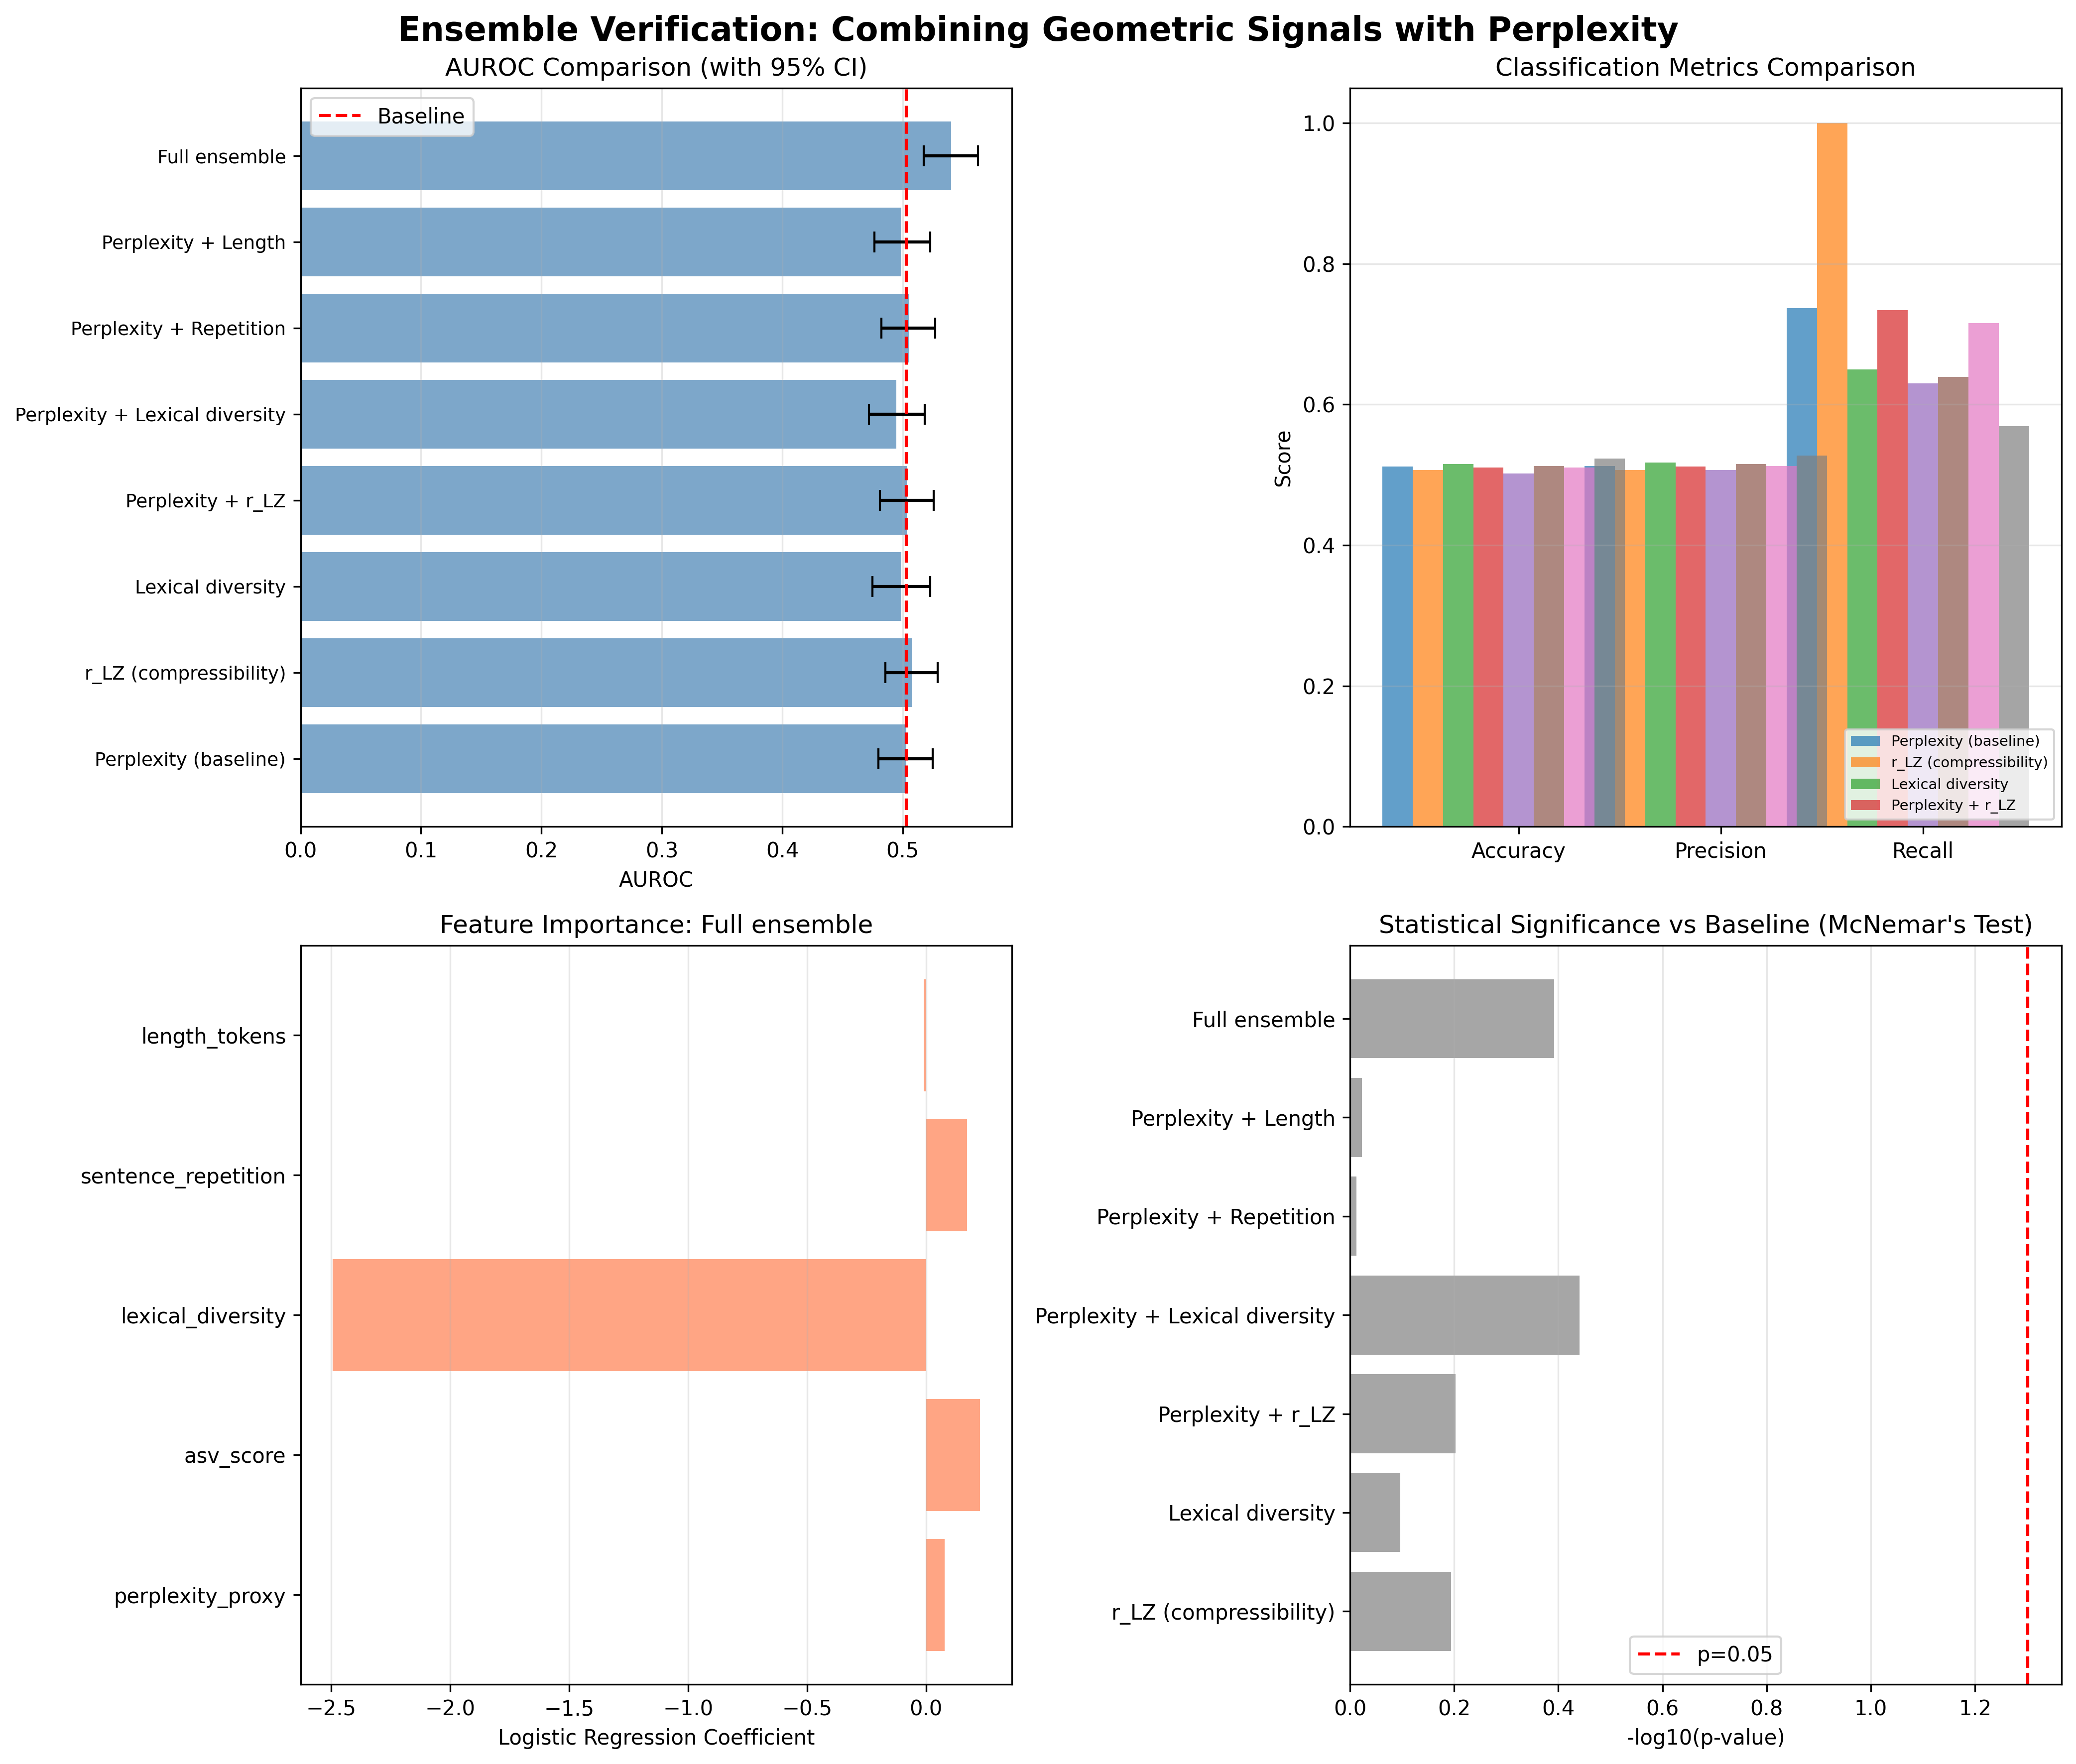 Ensemble Verification: Combining Geometric Signals with Perplexity
AUROC Comparison (with 95% CI)
Baseline
Full ensemble
Perplexity + Length
Perplexity + Repetition
Perplexity + Lexical diversity
Perplexity + r_LZ
Lexical diversity
r_LZ (compressibility)
Perplexity (baseline)
0.0 0.1 0.2 0.3 0.4 0.5
AUROC
Classification Metrics Comparison
1.0
0.8
0.6
0.4
0.2
0.0
Score
Perplexity (baseline)
r_LZ (compressibility)
Lexical diversity
Perplexity + r_LZ
Accuracy Precision Recall
Feature Importance: Full ensemble
length_tokens
sentence_repetition
lexical_diversity
asv_score
perplexity_proxy
−2.5 −2.0 −1.5 −1.0 −0.5 0.0
Logistic Regression Coefficient
Statistical Significance vs Baseline (McNemar's Test)
Full ensemble
Perplexity + Length
Perplexity + Repetition
Perplexity + Lexical diversity
Perplexity + r_LZ
Lexical diversity
r_LZ (compressibility)
p=0.05
0.0 0.2 0.4 0.6 0.8 1.0 1.2
-log10(p-value)